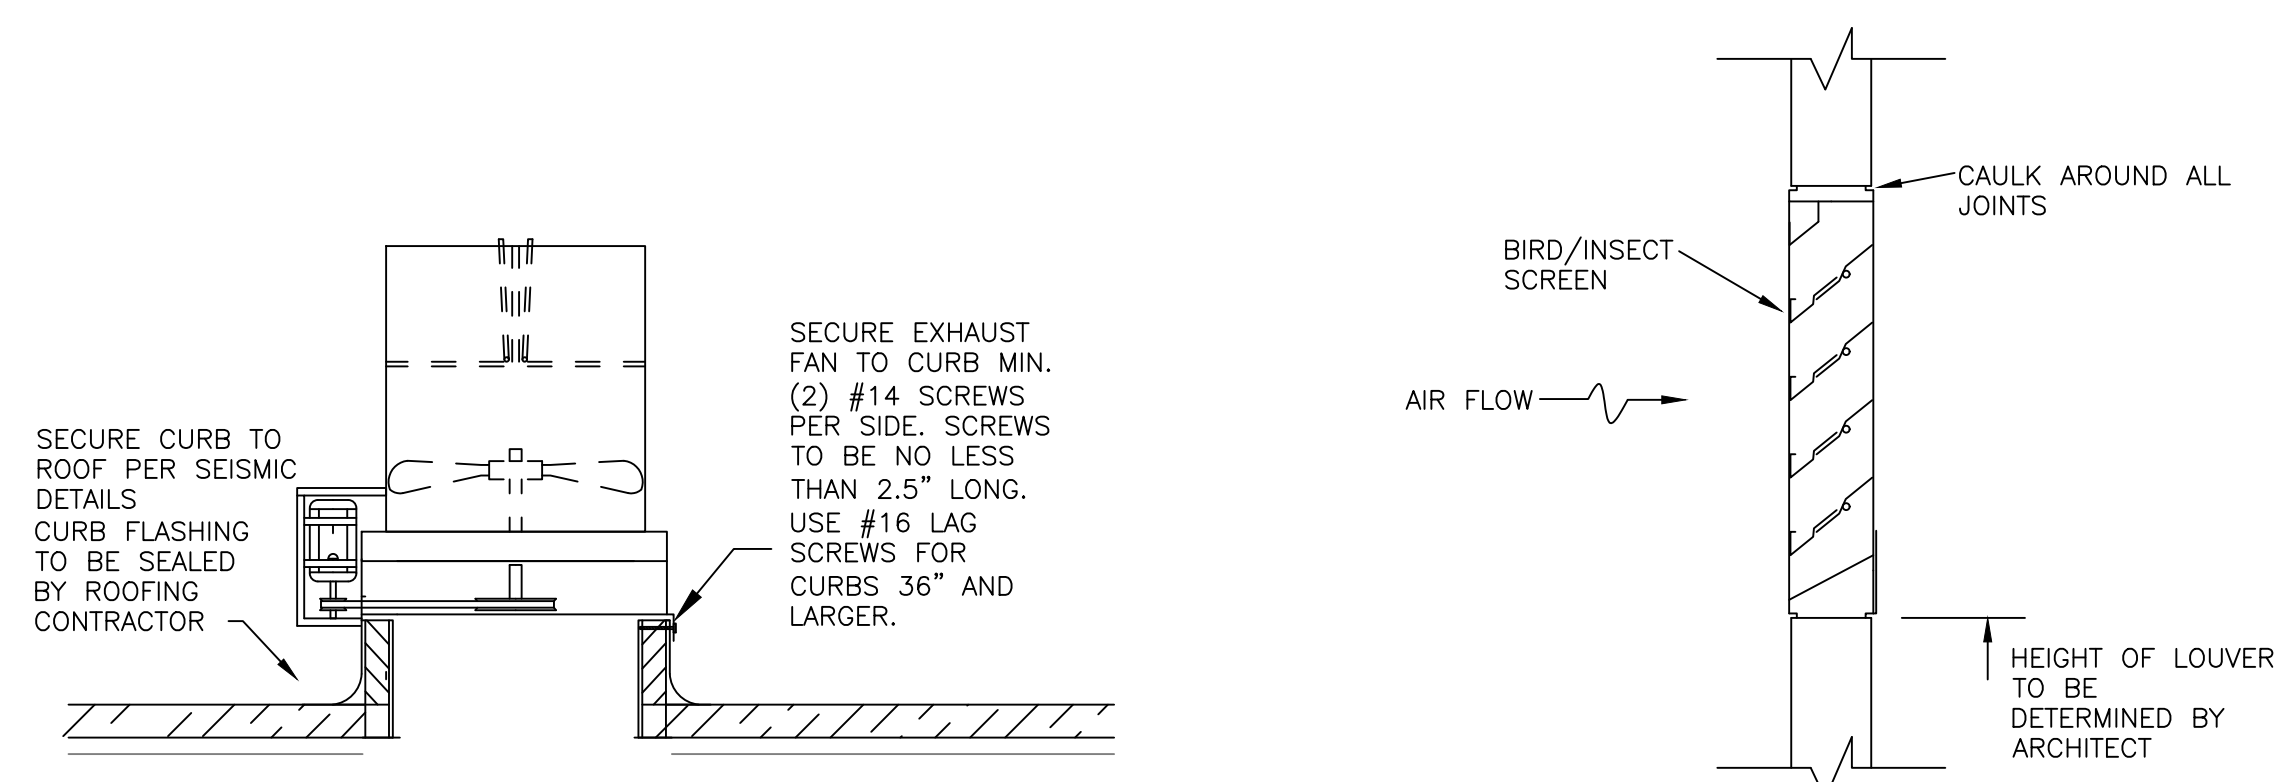 SECURE CURB TO
ROOF PER SEISMIC
DETAILS
CURB FLASHING
TO BE SEALED
BY ROOFING
CONTRACTOR
SECURE EXHAUST
FAN TO CURB MIN.
(2) #14 SCREWS
PER SIDE. SCREWS
TO BE NO LESS
THAN 2.5” LONG.
USE #16 LAG
SCREWS FOR
CURBS 36” AND
LARGER.
CAULK AROUND ALL
JOINTS
BIRD/INSECT
SCREEN
AIR FLOW
HEIGHT OF LOUVER
TO BE
DETERMINED BY
ARCHITECT